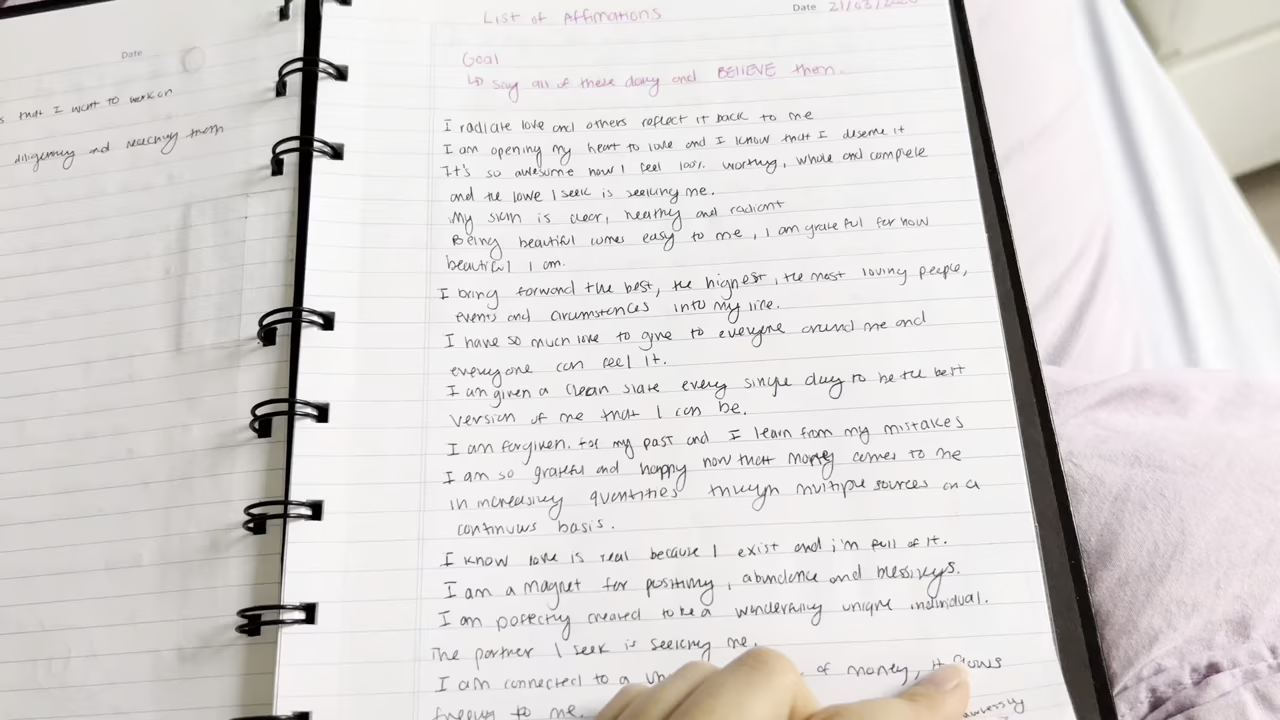 Date
s that I want to work on
diligency and reaching them
List of Affirmations
Date 21/03/
Goal
↳ Say all of these daily and BELIEVE them.
I radiate love and others reflect it back to me
I am opening my heart to love and I know that I deserve it
It's so awesome how I feel 100% worthy, whole and complete
and the love I seek is seeking me.
My skin is clear, healthy and radiant
Being beautiful comes easy to me, I am grateful for how
beautiful I am.
I bring forward the best, the highest, the most loving people,
events and circumstances into my life.
I have so much love to give to everyone around me and
everyone can feel it.
I am given a clean slate every single day to be the best
version of me that I can be.
I am forgiven for my past and I learn from my mistakes
I am so grateful and happy now that money comes to me
in increasing quantities through multiple sources on a
continuous basis.
I know love is real because I exist and i'm full of it.
I am a magnet for positivity, abundance and blessings.
I am perfectly created to be a wonderfully unique individual.
The partner I seek is seeking me.
I am connected to a of money, it flows
freely to me.